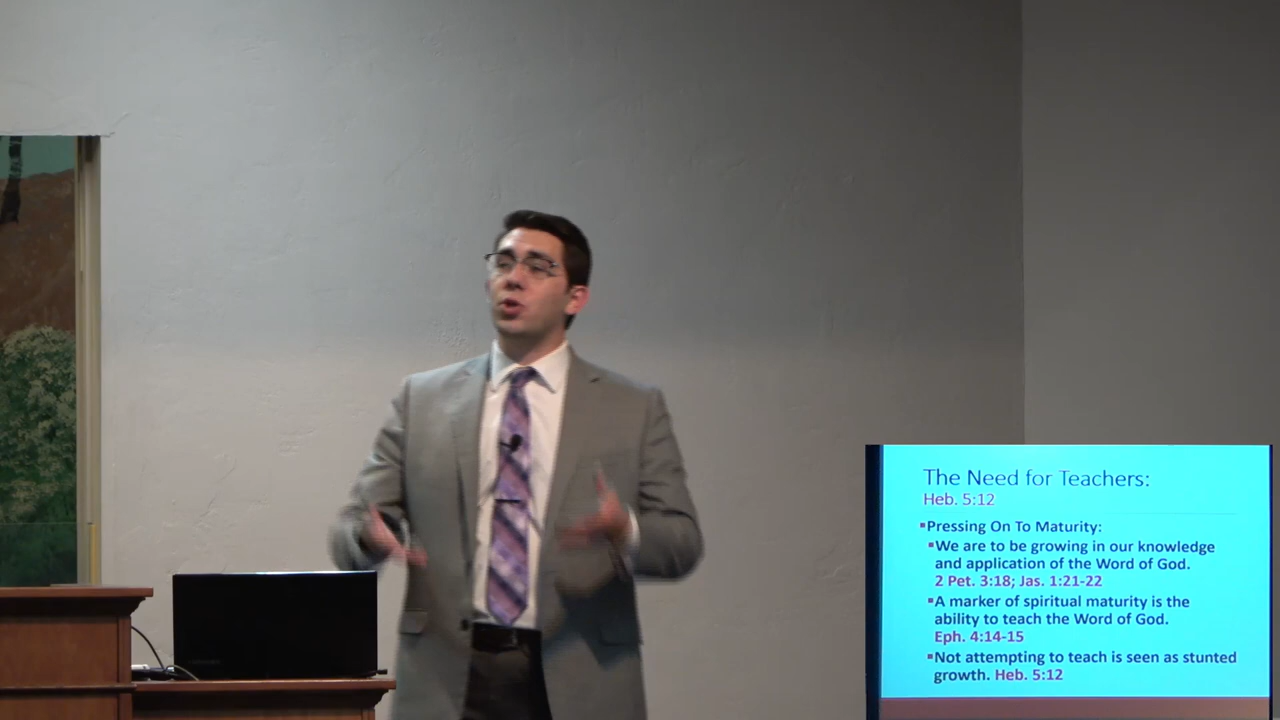 The Need for Teachers:
Heb. 5:12
Pressing On To Maturity:
We are to be growing in our knowledge
and application of the Word of God.
2 Pet. 3:18; Jas. 1:21-22
A marker of spiritual maturity is the
ability to teach the Word of God.
Eph. 4:14-15
Not attempting to teach is seen as stunted
growth. Heb. 5:12